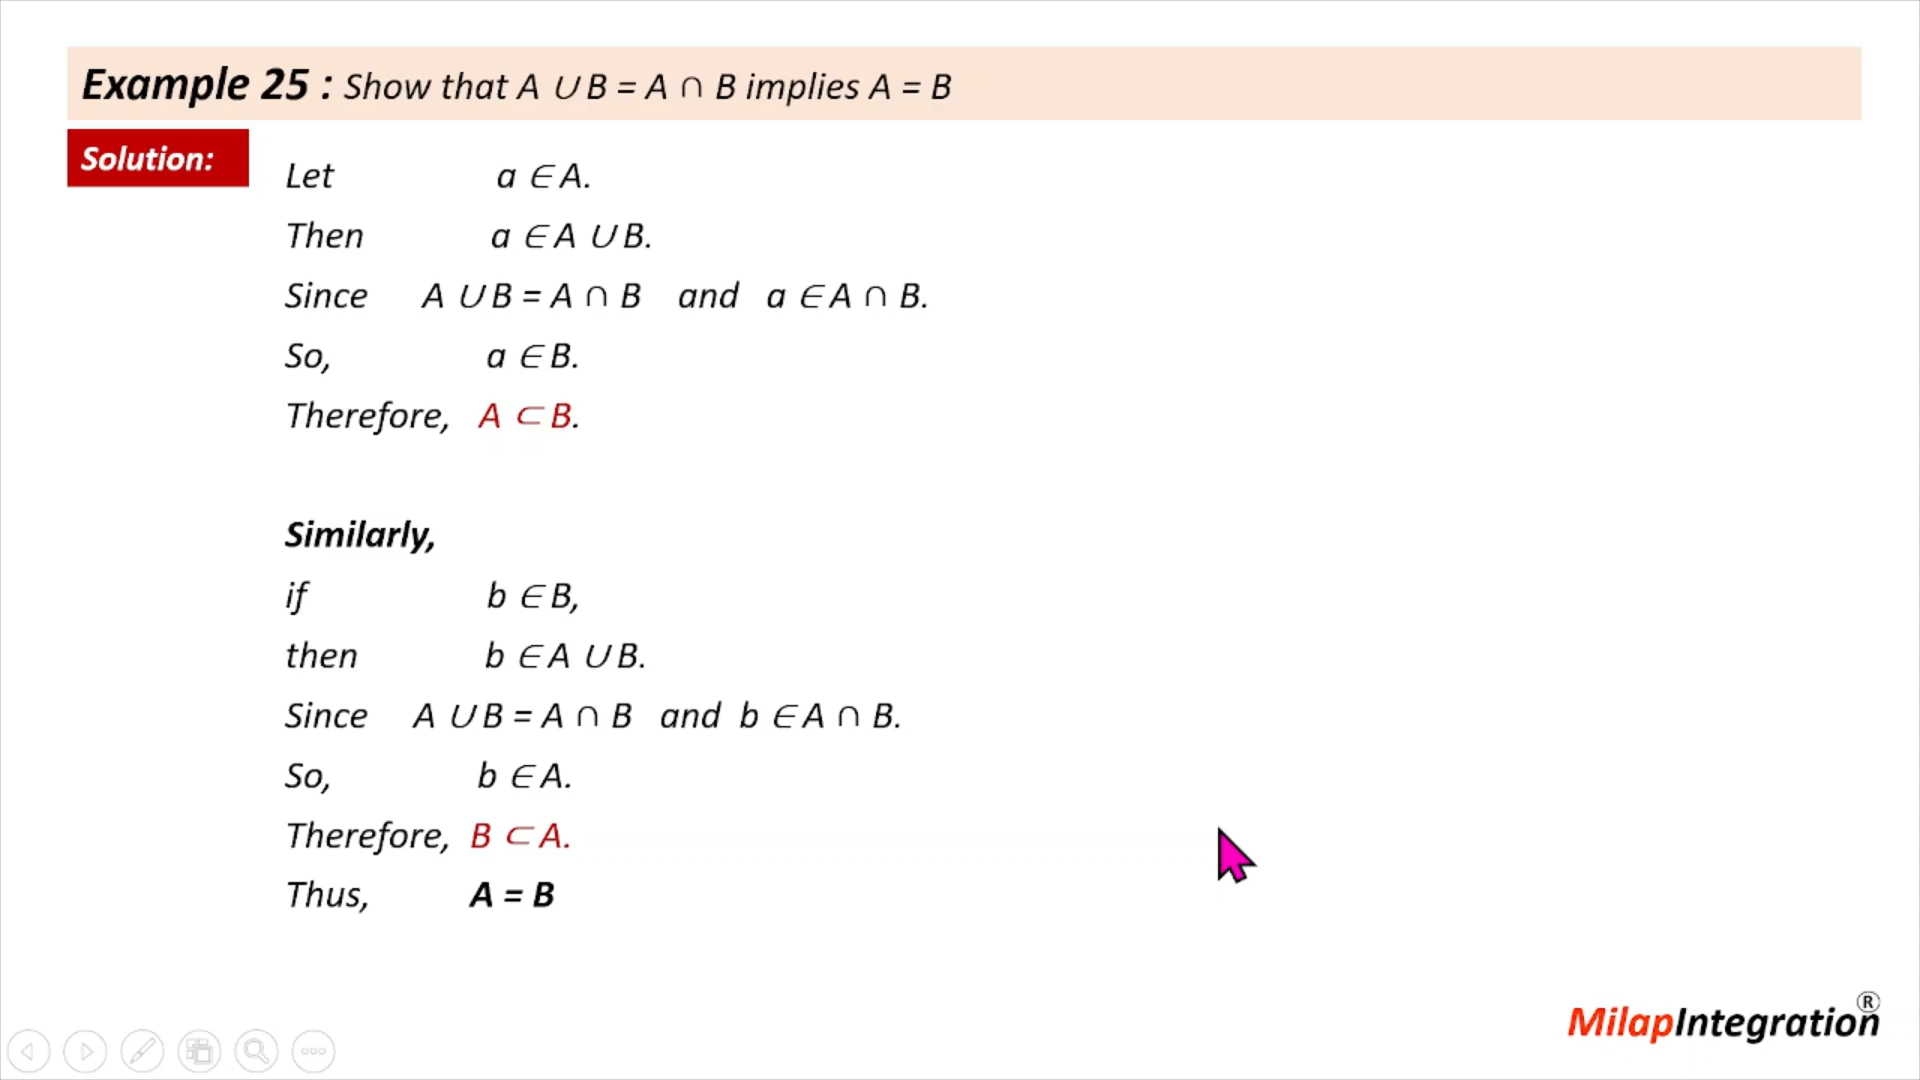 Example 25 : Show that A ∪ B = A ∩ B implies A = B
Solution:
Let a ∈ A.
Then a ∈ A ∪ B.
Since A ∪ B = A ∩ B and a ∈ A ∩ B.
So, a ∈ B.
Therefore, A ⊂ B.
Similarly,
if b ∈ B,
then b ∈ A ∪ B.
Since A ∪ B = A ∩ B and b ∈ A ∩ B.
So, b ∈ A.
Therefore, B ⊂ A.
Thus, A = B
MilapIntegration®